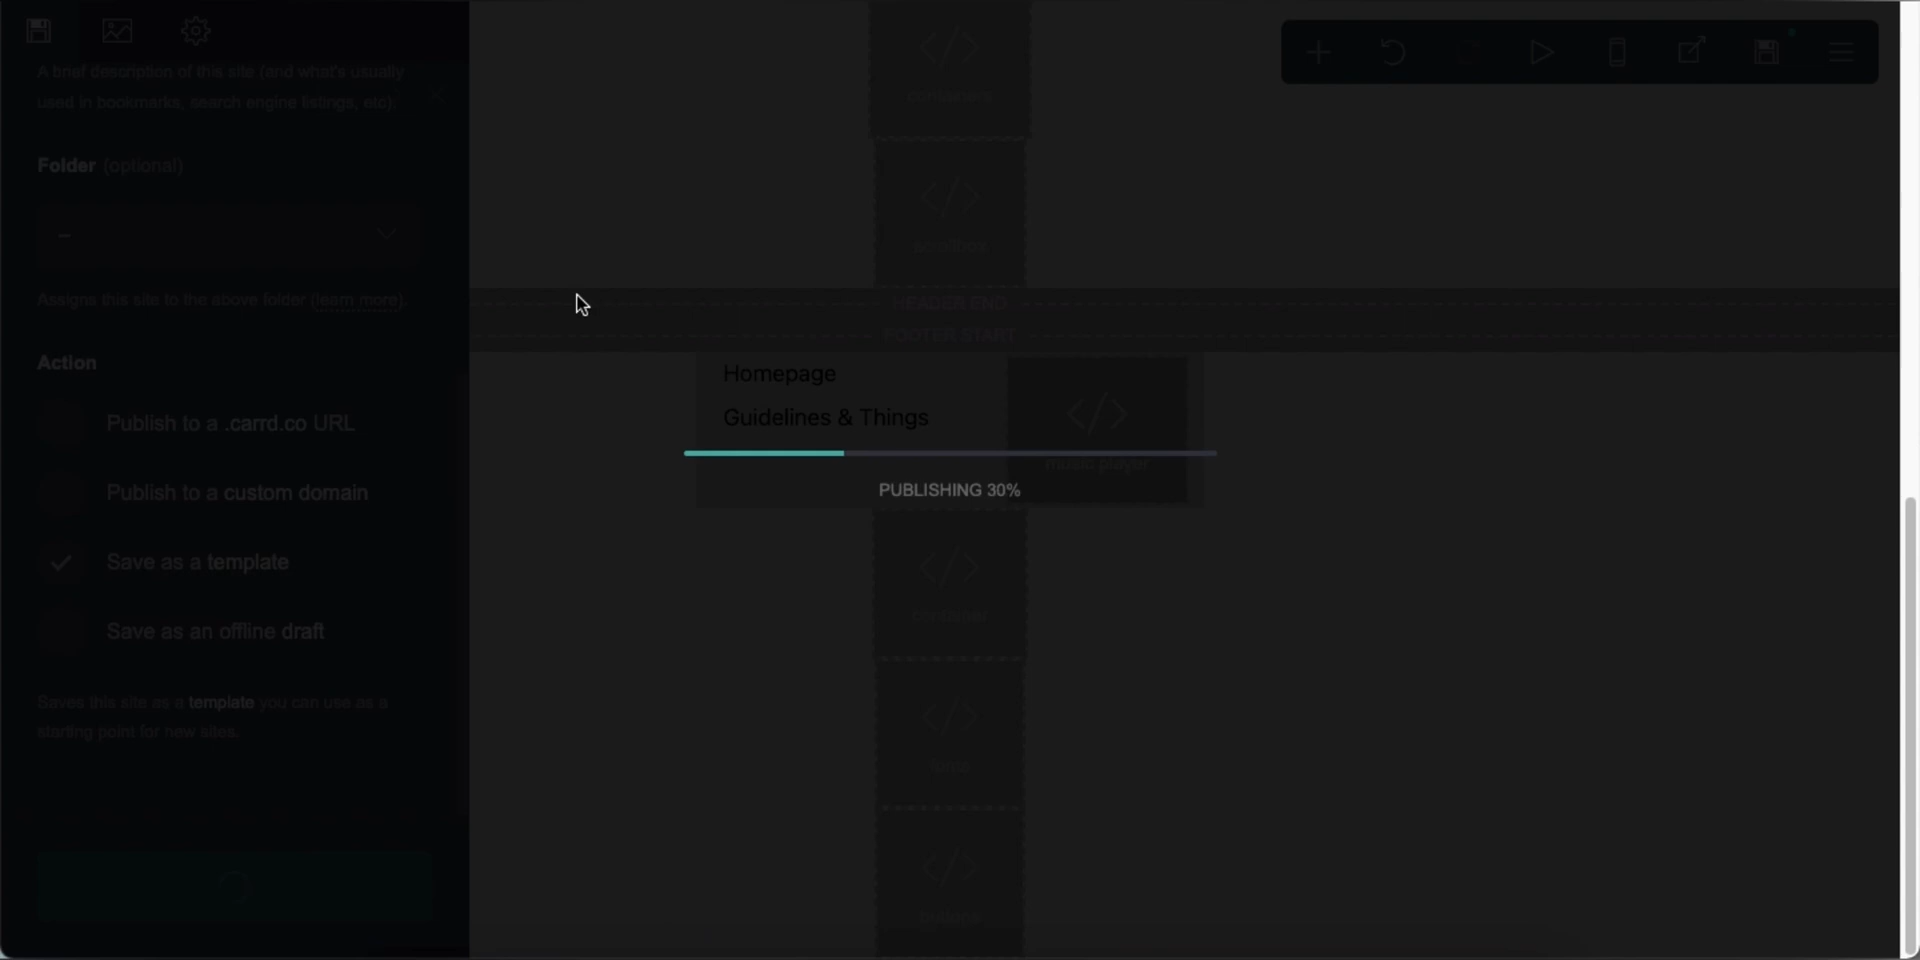 A brief description of this site (and what's usually
used in bookmarks, search engine listings, etc).
Folder (optional)
–
Assigns this site to the above folder (learn more).
Action
Publish to a .carrd.co URL
Publish to a custom domain
Save as a template
Save as an offline draft
Saves this site as a template you can use as a
starting point for new sites.
containers
scrollbox
HEADER END
FOOTER START
Homepage
Guidelines & Things
music player
PUBLISHING 30%
buttons